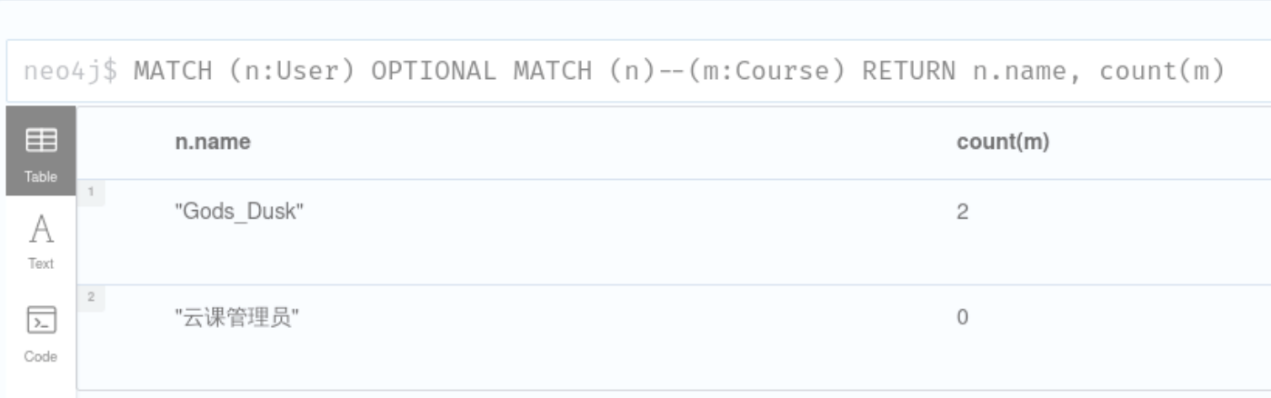 neo4j$ MATCH (n:User) OPTIONAL MATCH (n)--(m:Course) RETURN n.name, count(m)
n.name count(m)
Table
1
"Gods_Dusk" 2
A
Text
2
"云课管理员" 0
Code